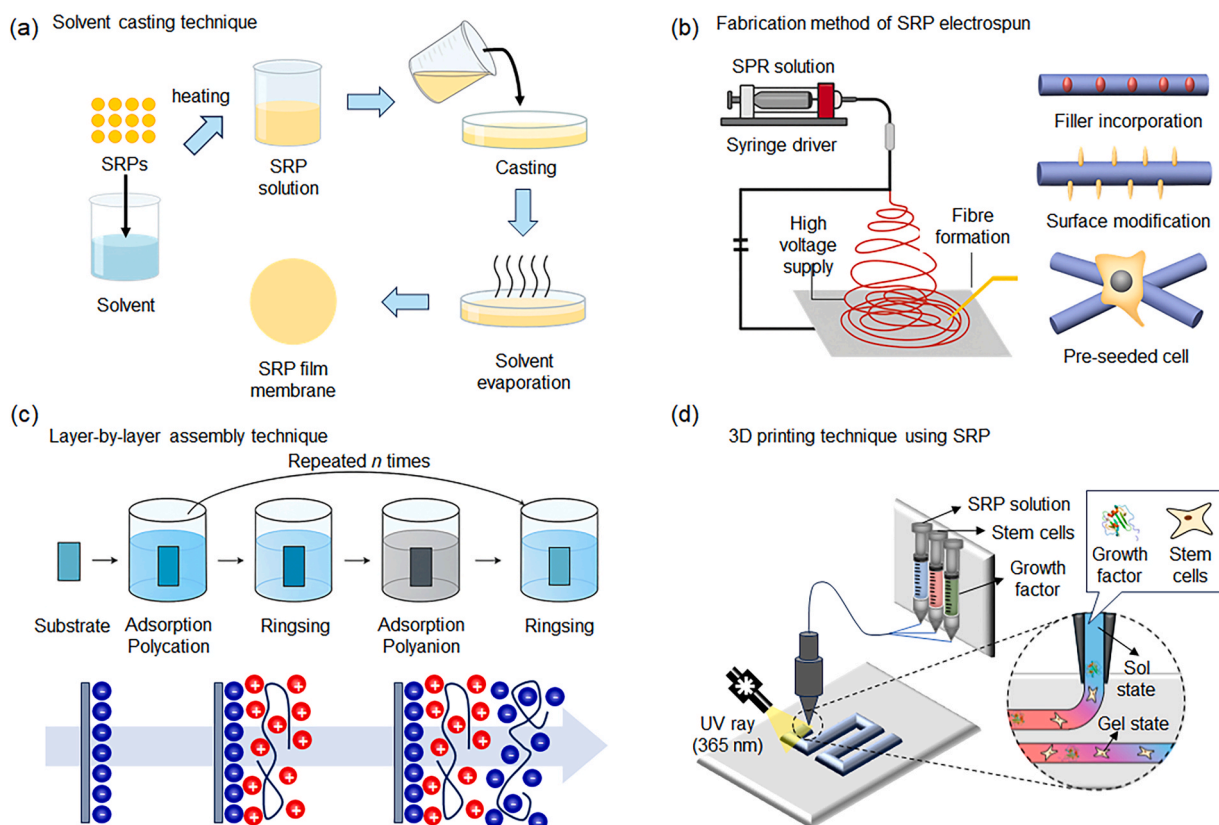 (a) Solvent casting technique
heating
SRPs
SRP
solution
Casting
Solvent
SRP film
membrane
Solvent
evaporation
(b) Fabrication method of SRP electrospun
SPR solution
Syringe driver
High
voltage
supply
Fibre
formation
Filler incorporation
Surface modification
Pre-seeded cell
(c) Layer-by-layer assembly technique
Repeated n times
Substrate
Adsorption
Polycation
Ringsing
Adsorption
Polyanion
Ringsing
(d) 3D printing technique using SRP
SRP solution
Stem cells
Growth
factor
Growth
factor
Stem
cells
UV ray
(365 nm)
Sol
state
Gel state